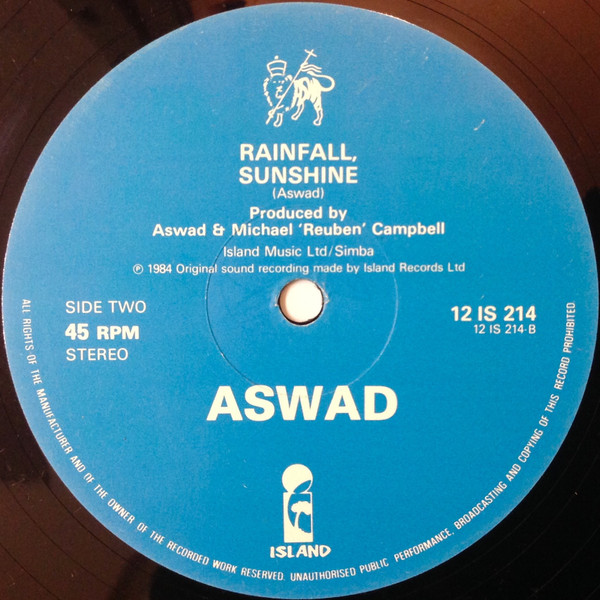 RAINFALL,
SUNSHINE
(Aswad)
Produced by
Aswad & Michael 'Reuben' Campbell
Island Music Ltd/Simba
℗ 1984 Original sound recording made by Island Records Ltd
SIDE TWO
45 RPM
STEREO
12 IS 214
12 IS 214-B
ASWAD
ISLAND
ALL RIGHTS OF THE MANUFACTURER AND OF THE OWNER OF THE RECORDED WORK RESERVED. UNAUTHORISED PUBLIC PERFORMANCE, BROADCASTING AND COPYING OF THIS RECORD PROHIBITED.